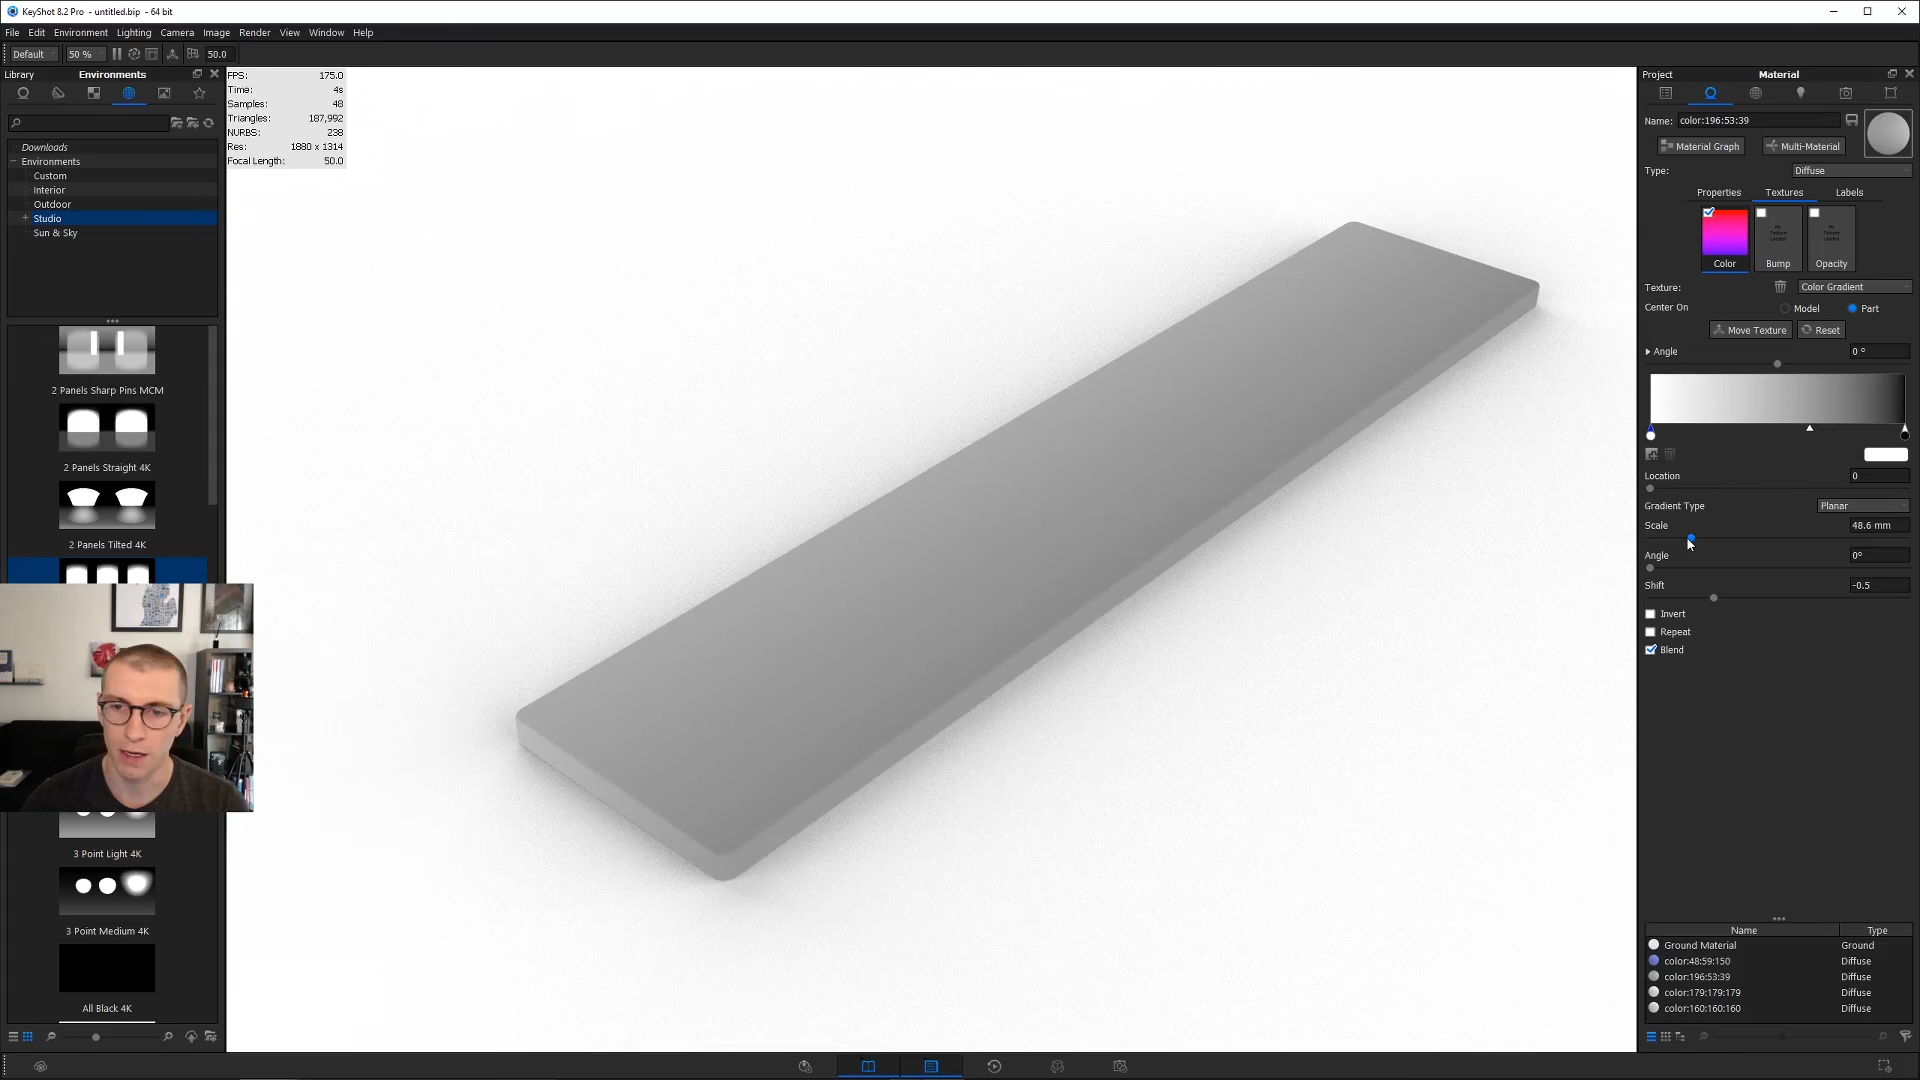 KeyShot 8.2 Pro - untitled.bip - 64 bit
File Edit Environment Lighting Camera Image Render View Window Help
Default 50 % 50.0
Library Environments
Downloads
Environments
Custom
Interior
Outdoor
Studio
Sun & Sky
2 Panels Sharp Pins MCM
2 Panels Straight 4K
2 Panels Tilted 4K
3 Point Light 4K
3 Point Medium 4K
All Black 4K
FPS: 175.0
Time: 4s
Samples: 48
Triangles: 187,992
NURBS: 238
Res: 1880 x 1314
Focal Length: 50.0
Project Material
Name: color:196:53:39
Material Graph Multi-Material
Type: Diffuse
Properties Textures Labels
No Texture Loaded No Texture Loaded
Color Bump Opacity
Texture: Color Gradient
Center On Model Part
Move Texture Reset
Angle 0 °
Location 0
Gradient Type Planar
Scale 48.6 mm
Angle 0°
Shift -0.5
Invert
Repeat
Blend
Name Type
Ground Material Ground
color:48:59:150 Diffuse
color:196:53:39 Diffuse
color:179:179:179 Diffuse
color:160:160:160 Diffuse